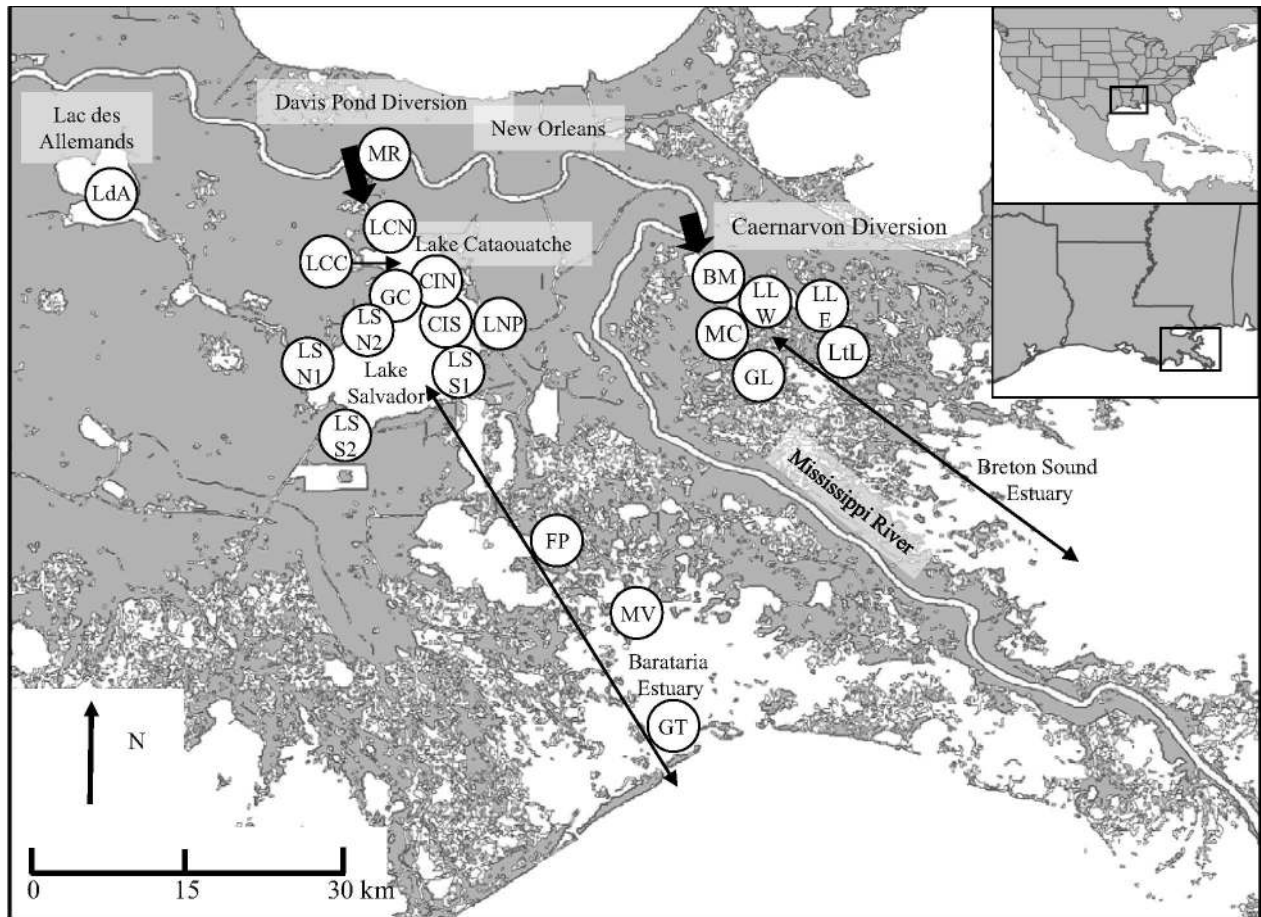 Davis Pond Diversion
Lac des
Allemands
New Orleans
MR
LdA
LCN
Caernarvon Diversion
Lake Cataouatche
LCC
CIN
BM
GC
LL
W
LL
E
LS
N2
CIS
LNP
MC
LtL
LS
N1
Lake
Salvador
LS
S1
GL
LS
S2
Breton Sound
Estuary
Mississippi River
FP
MV
Barataria
Estuary
GT
N
0
15
30 km